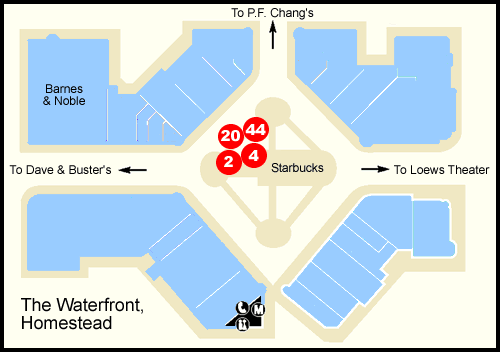 To P.F. Chang's
Barnes
& Noble
20
44
2
4
Starbucks
To Dave & Buster's
To Loews Theater
The Waterfront,
Homestead
M